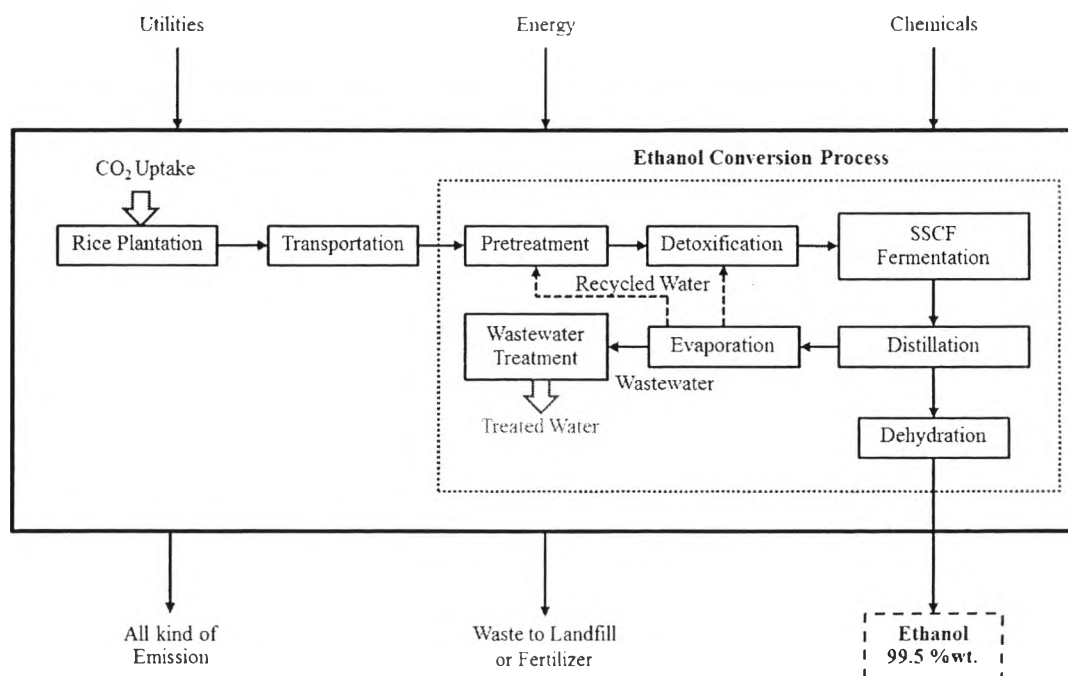 Utilities
Energy
Chemicals
Ethanol Conversion Process
CO₂ Uptake
Rice Plantation
Transportation
Pretreatment
Detoxification
SSCF
Fermentation
Recycled Water
Wastewater
Treatment
Evaporation
Distillation
Wastewater
Treated Water
Dehydration
All kind of
Emission
Waste to Landfill
or Fertilizer
Ethanol
99.5 %wt.